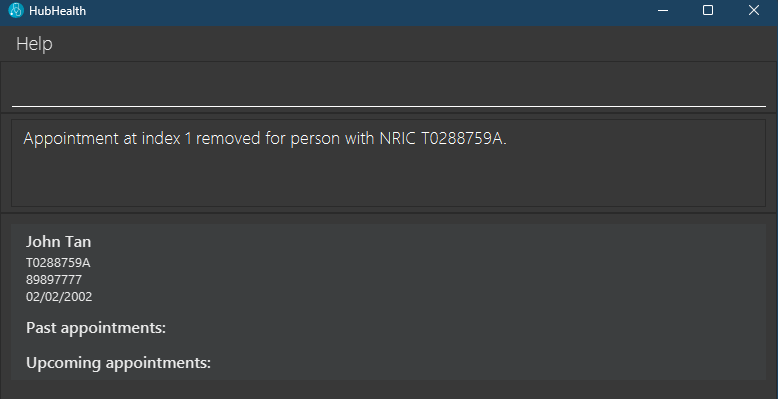 HubHealth
Help
Appointment at index 1 removed for person with NRIC T0288759A.
John Tan
T0288759A
89897777
02/02/2002
Past appointments:
Upcoming appointments: